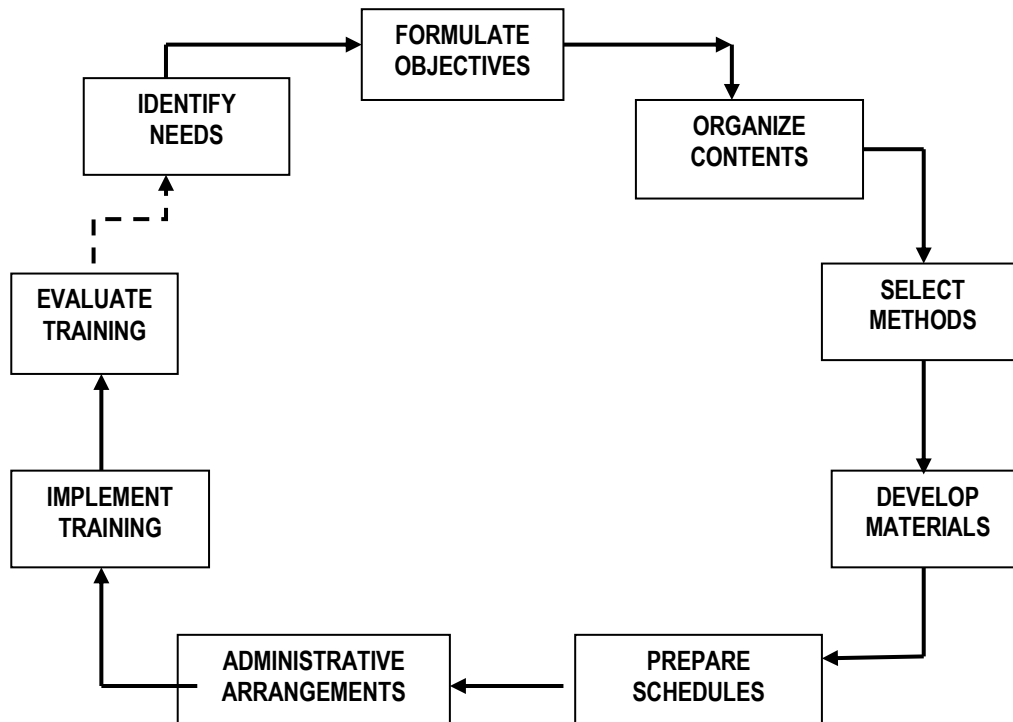 FORMULATE
OBJECTIVES
IDENTIFY
NEEDS
ORGANIZE
CONTENTS
SELECT
METHODS
EVALUATE
TRAINING
DEVELOP
MATERIALS
IMPLEMENT
TRAINING
PREPARE
SCHEDULES
ADMINISTRATIVE
ARRANGEMENTS